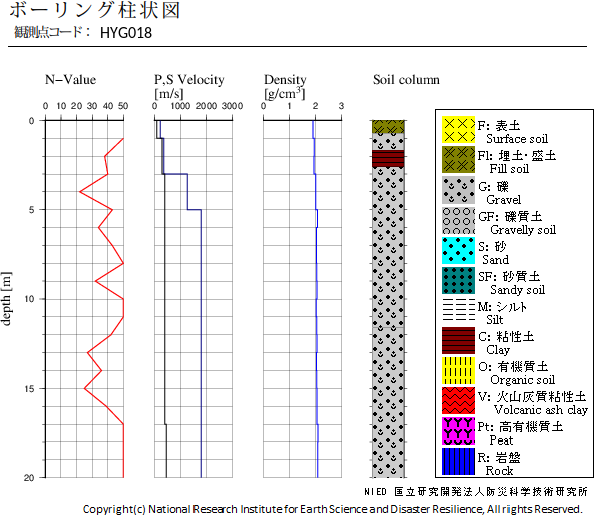 ボーリング柱状図
観測点コード： HYG018
N−Value
P,S Velocity
[m/s]
Density
[g/cm³]
Soil column
0 10 20 30 40 50
0 1000 2000 3000
0 1 2 3
depth [m]
0
5
10
15
20
F: 表土
Surface soil
Fl: 埋土・盛土
Fill soil
G: 礫
Gravel
GF: 礫質土
Gravelly soil
S: 砂
Sand
SF: 砂質土
Sandy soil
M: シルト
Silt
C: 粘性土
Clay
O: 有機質土
Organic soil
V: 火山灰質粘性土
Volcanic ash clay
Pt: 高有機質土
Peat
R: 岩盤
Rock
NIED 国立研究開発法人防災科学技術研究所
Copyright(c) National Research Institute for Earth Science and Disaster Resilience, All rights Reserved.